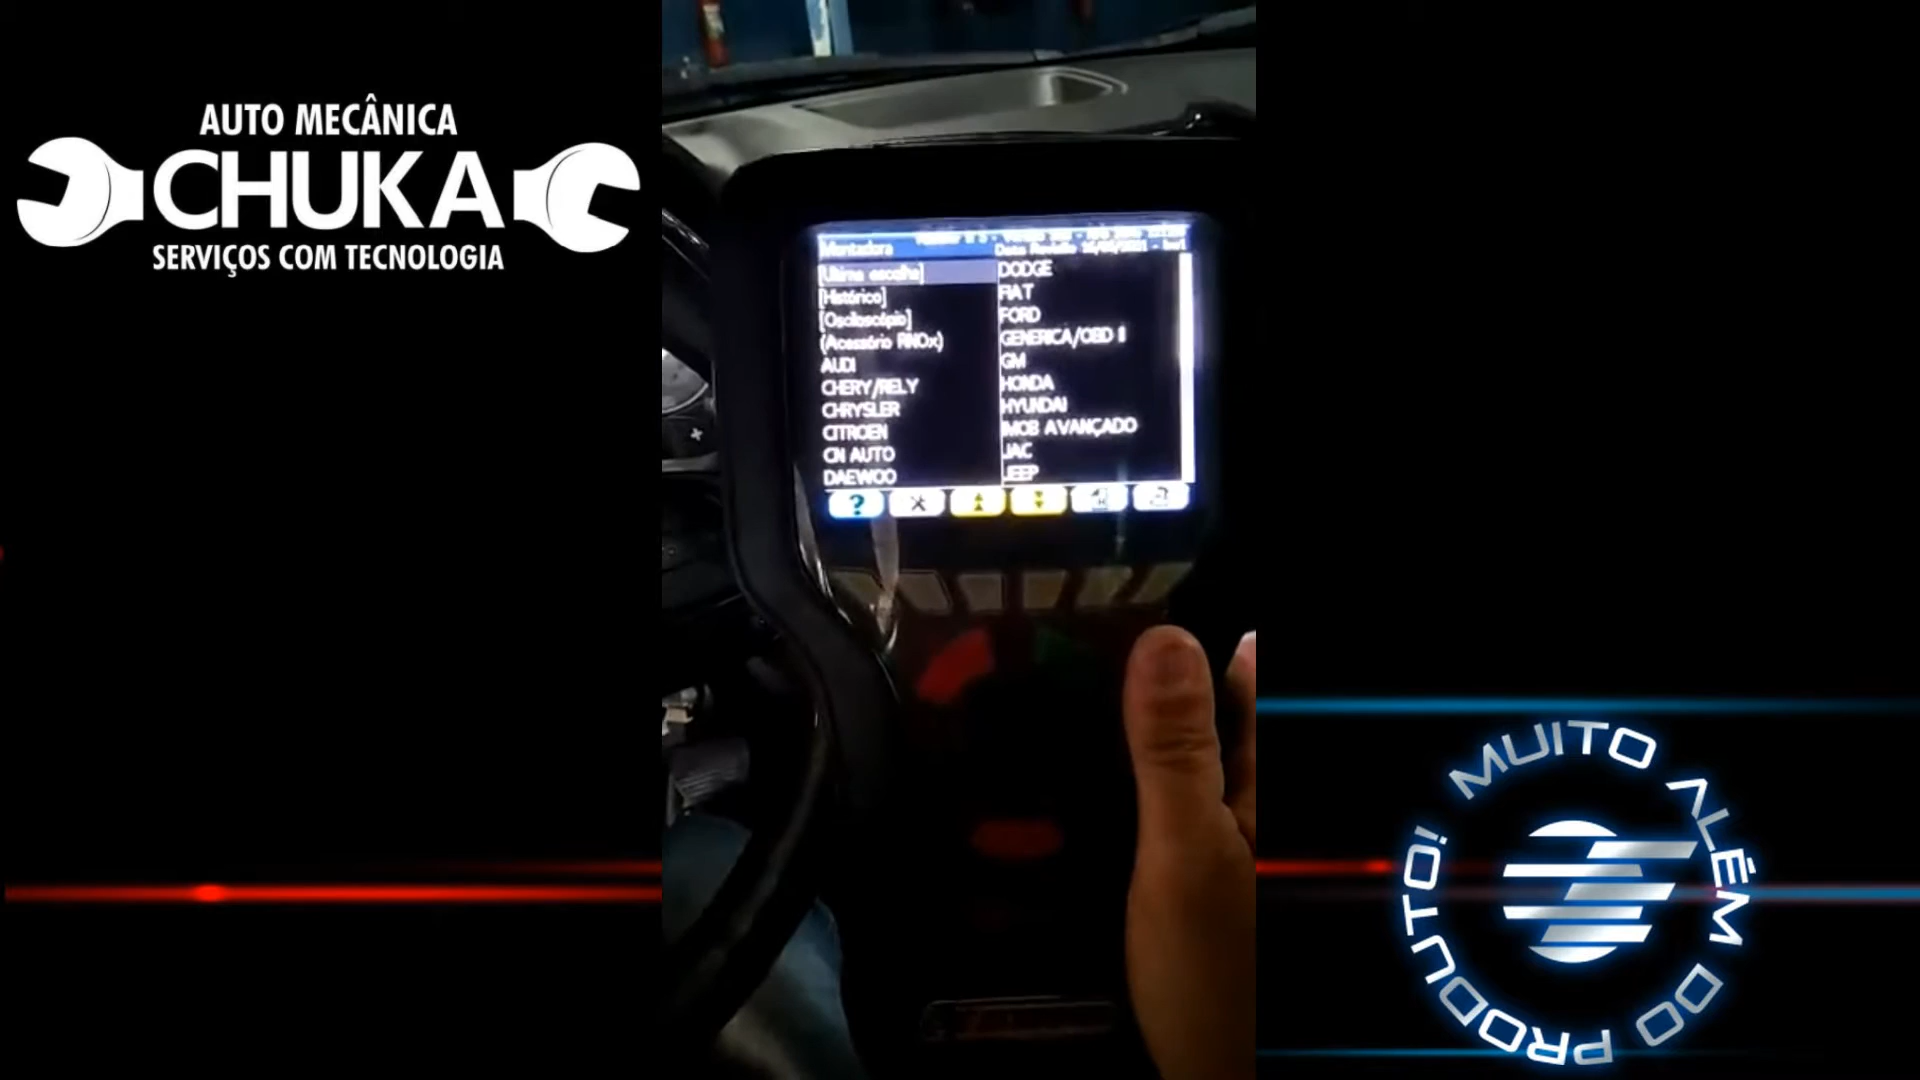 AUTO MECÂNICA
CHUKA
SERVIÇOS COM TECNOLOGIA
Montadora
Data Revisão
[Última escolha]
[Histórico]
[Osciloscópio]
(Acessório RNOx)
AUDI
CHERY/RELY
CHRYSLER
CITROEN
CN AUTO
DAEWOO
DODGE
FIAT
FORD
GENERICA/OBD II
GM
HONDA
HYUNDAI
IMOB AVANÇADO
JAC
JEEP
?
MUITO ALÉM DO PRODUTO!